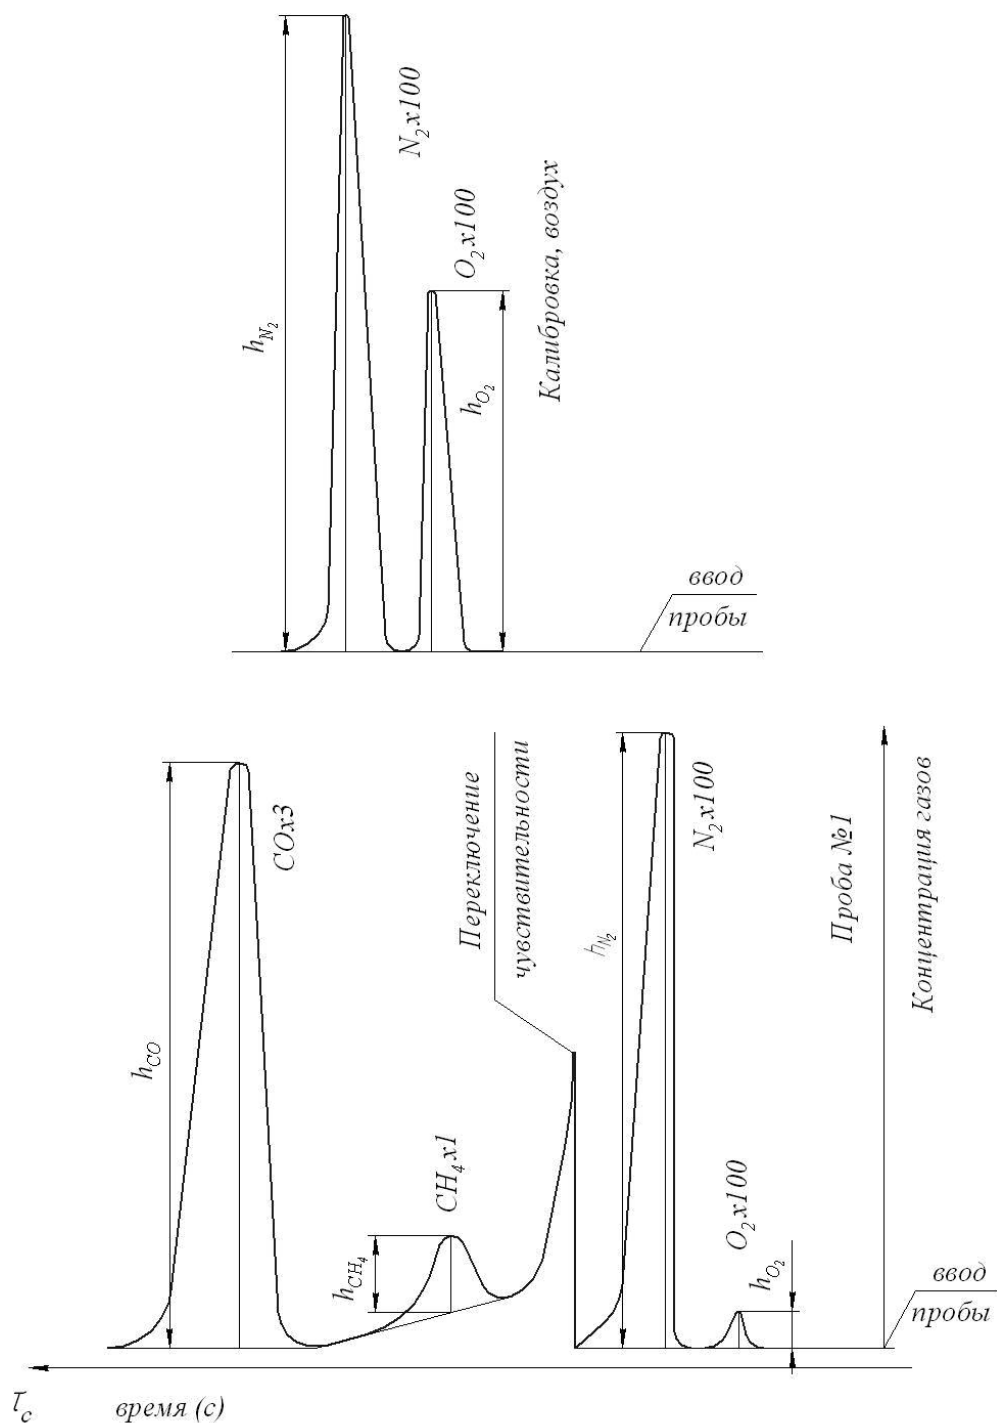 N₂x100
O₂x100
Калибровка, воздух
h_N₂
h_O₂
ввод
пробы
COx3
Переключение
чувствительности
N₂x100
Проба №1
Концентрация газов
h_CO
h_N₂
CH₄x1
O₂x100
h_CH₄
h_O₂
ввод
пробы
τ_c
время (с)